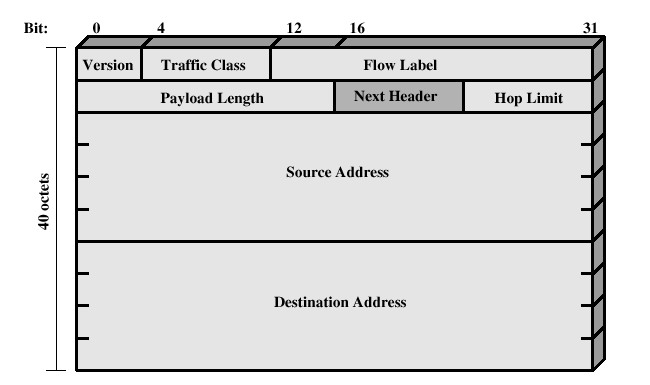 Bit: 0 4 12 16 31
Version Traffic Class Flow Label
Payload Length Next Header Hop Limit
Source Address
40 octets
Destination Address